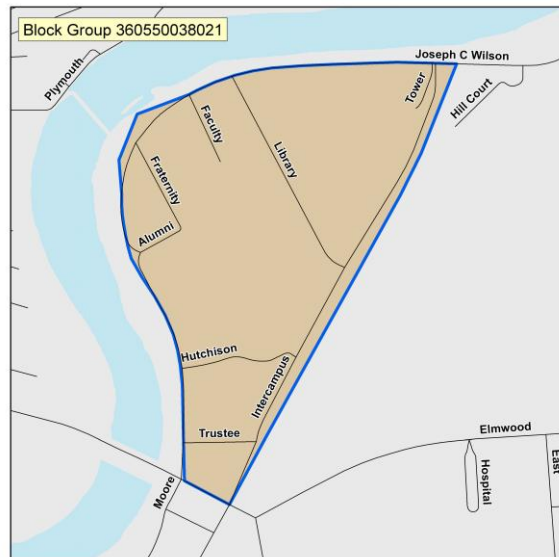 Block Group 360550038021
Joseph C Wilson
Plymouth
Tower
Hill Court
Faculty
Library
Fraternity
Alumni
Hutchison
Intercampus
Trustee
Elmwood
Moore
Hospital
East